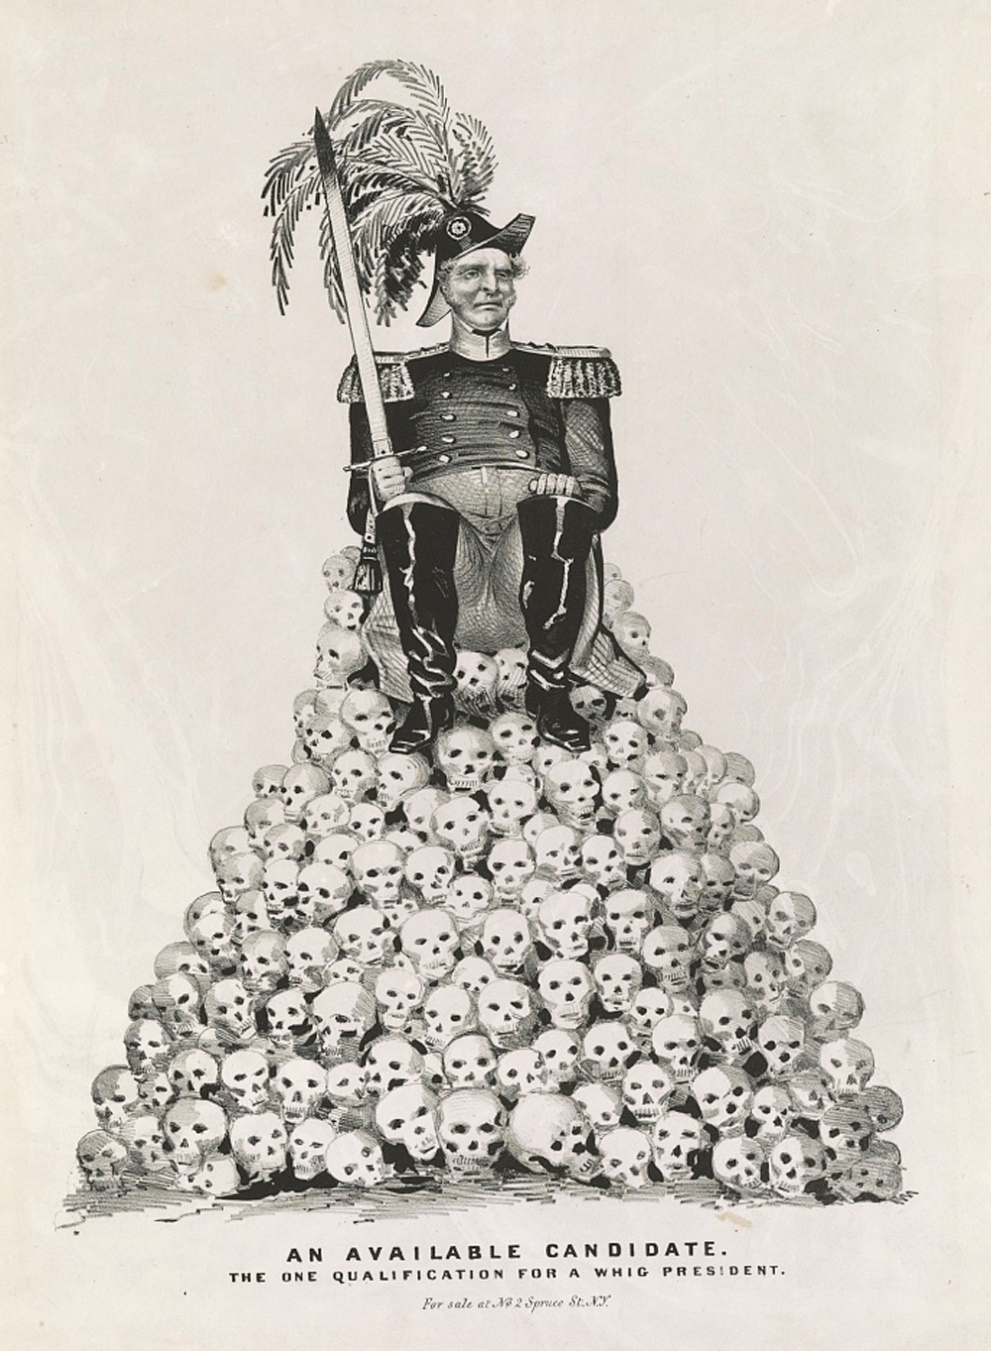 AN AVAILABLE CANDIDATE.
THE ONE QUALIFICATION FOR A WHIG PRESIDENT.
For sale at No 2 Spruce St. N.Y.